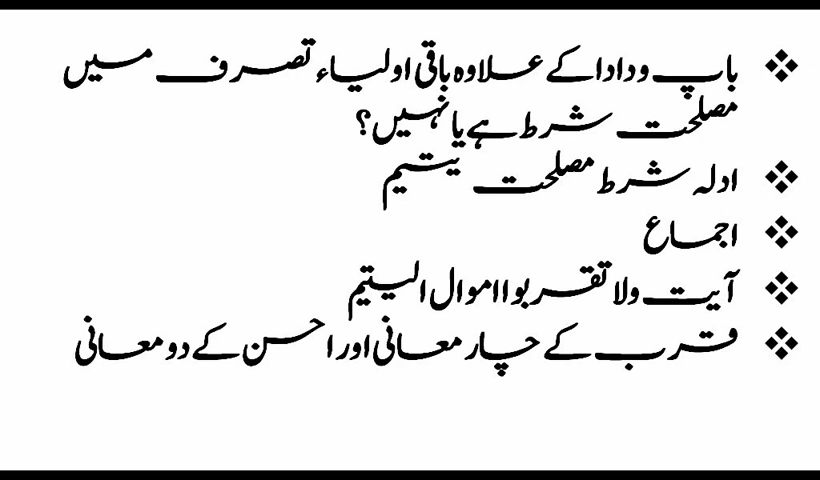 ❖ باپ و دادا کے علاوہ باقی اولیاء تصرف میں
مصلحت شرط ہے یا نہیں؟
❖ ادلہ شرط مصلحت یتیم
❖ اجماع
❖ آیت ولا تقربوا اموال الیتیم
❖ قرب کے چار معانی اور احسن کے دو معانی